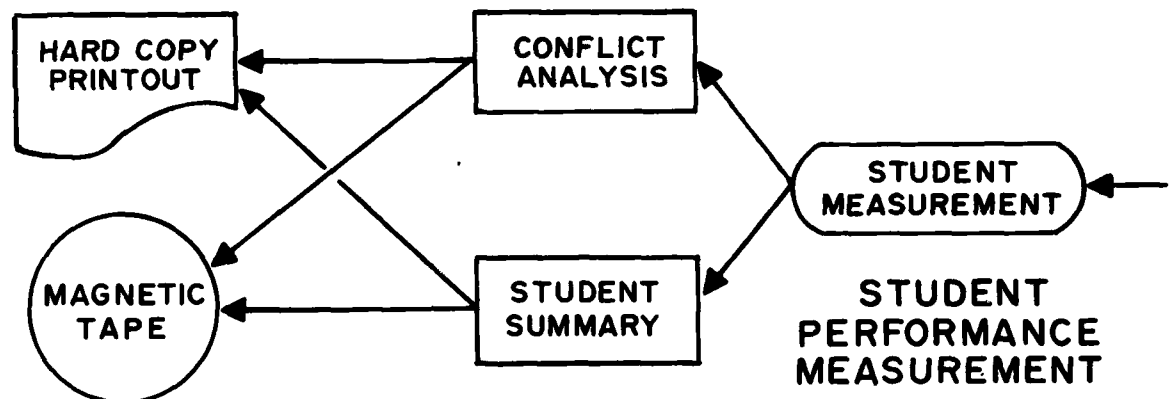 HARD COPY
PRINTOUT
CONFLICT
ANALYSIS
STUDENT
MEASUREMENT
MAGNETIC
TAPE
STUDENT
SUMMARY
STUDENT
PERFORMANCE
MEASUREMENT